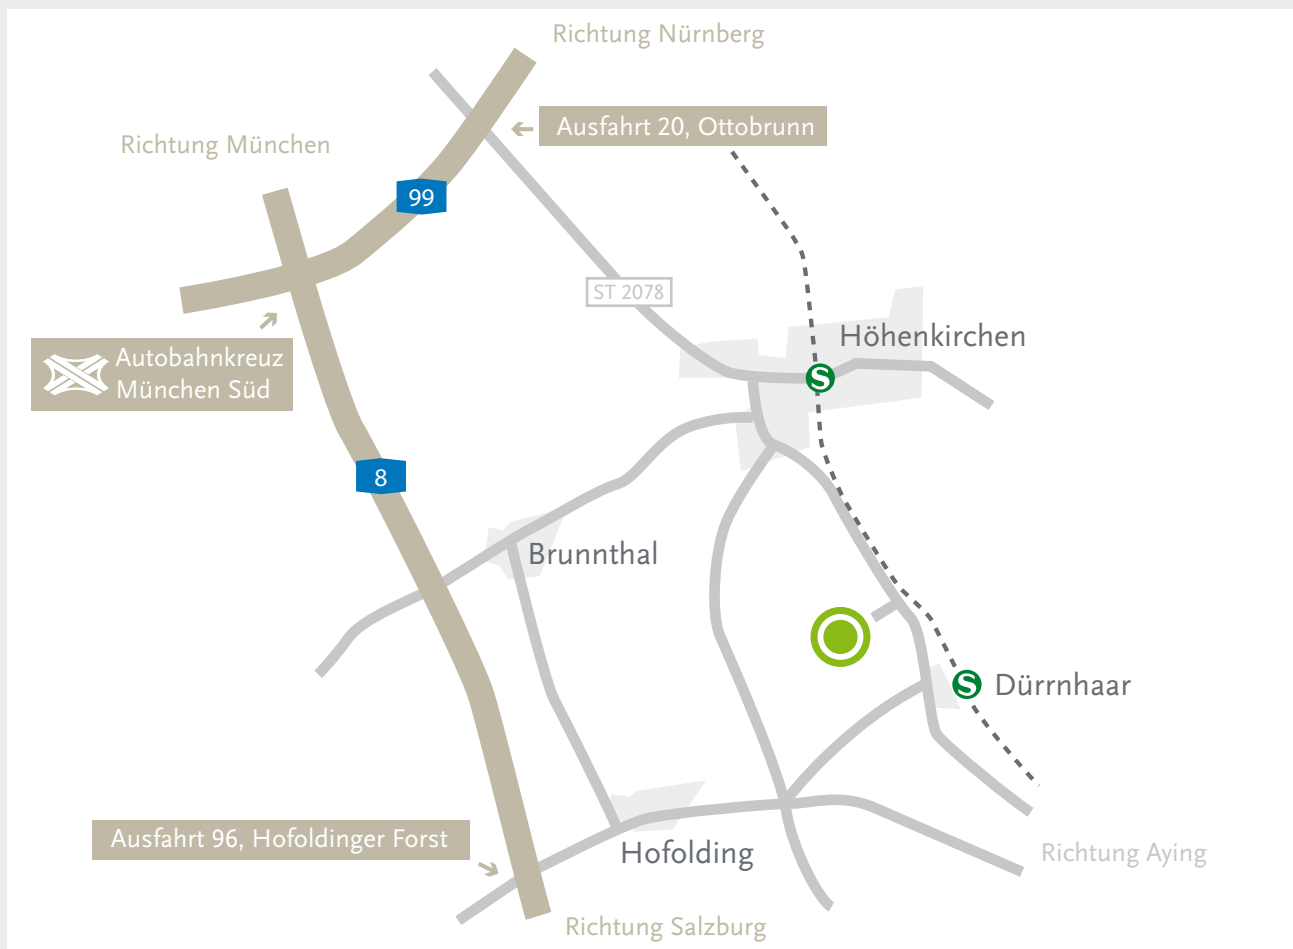 Richtung Nürnberg
Ausfahrt 20, Ottobrunn
Richtung München
99
ST 2078
Höhenkirchen
Autobahnkreuz
München Süd
S
8
Brunnthal
S
Dürrnhaar
Ausfahrt 96, Hofoldinger Forst
Hofolding
Richtung Aying
Richtung Salzburg